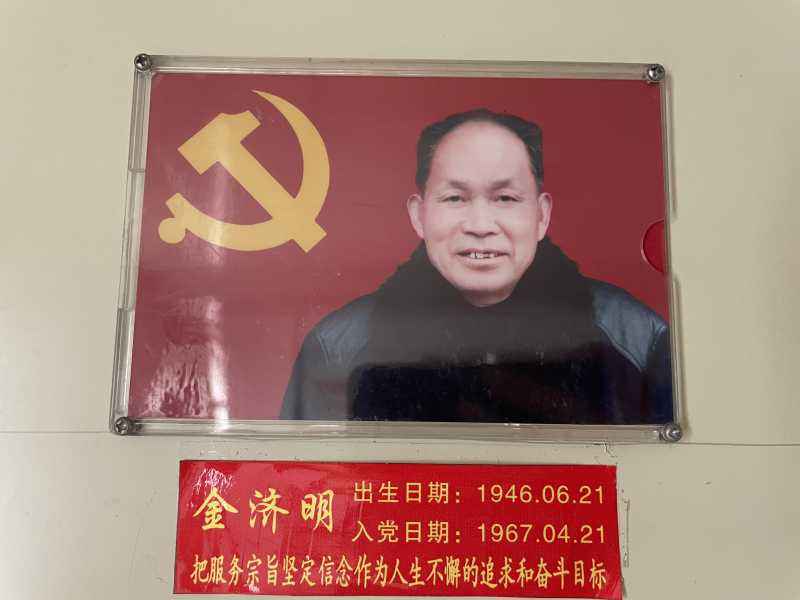 金济明
出生日期：1946.06.21
入党日期：1967.04.21
把服务宗旨坚定信念作为人生不懈的追求和奋斗目标